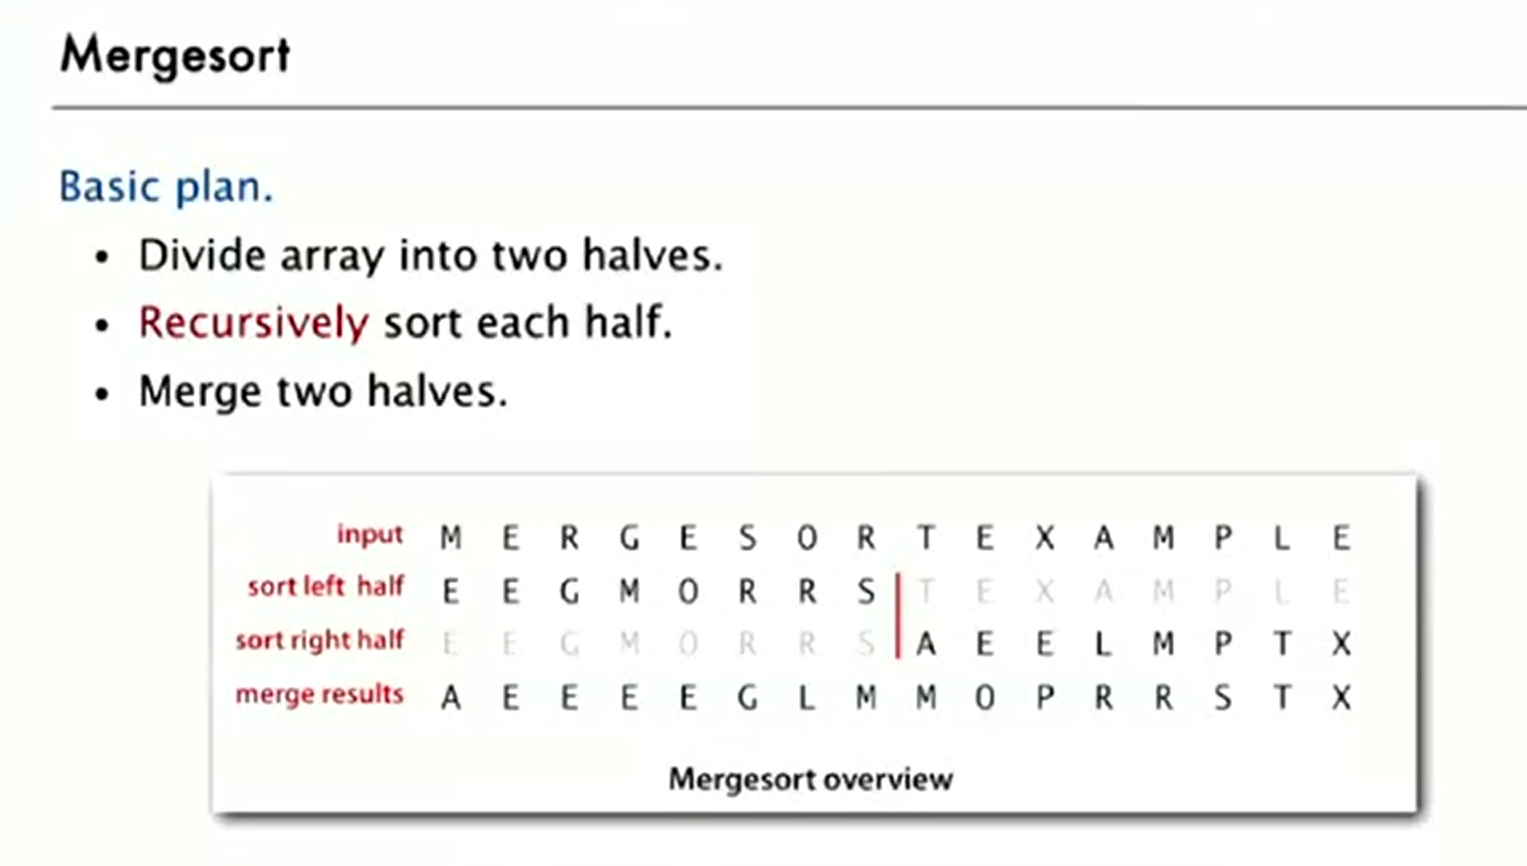 Mergesort
Basic plan.
• Divide array into two halves.
• Recursively sort each half.
• Merge two halves.
input M E R G E S O R T E X A M P L E
sort left half E E G M O R R S T E X A M P L E
sort right half E E G M O R R S A E E L M P T X
merge results A E E E E G L M M O P R R S T X
Mergesort overview